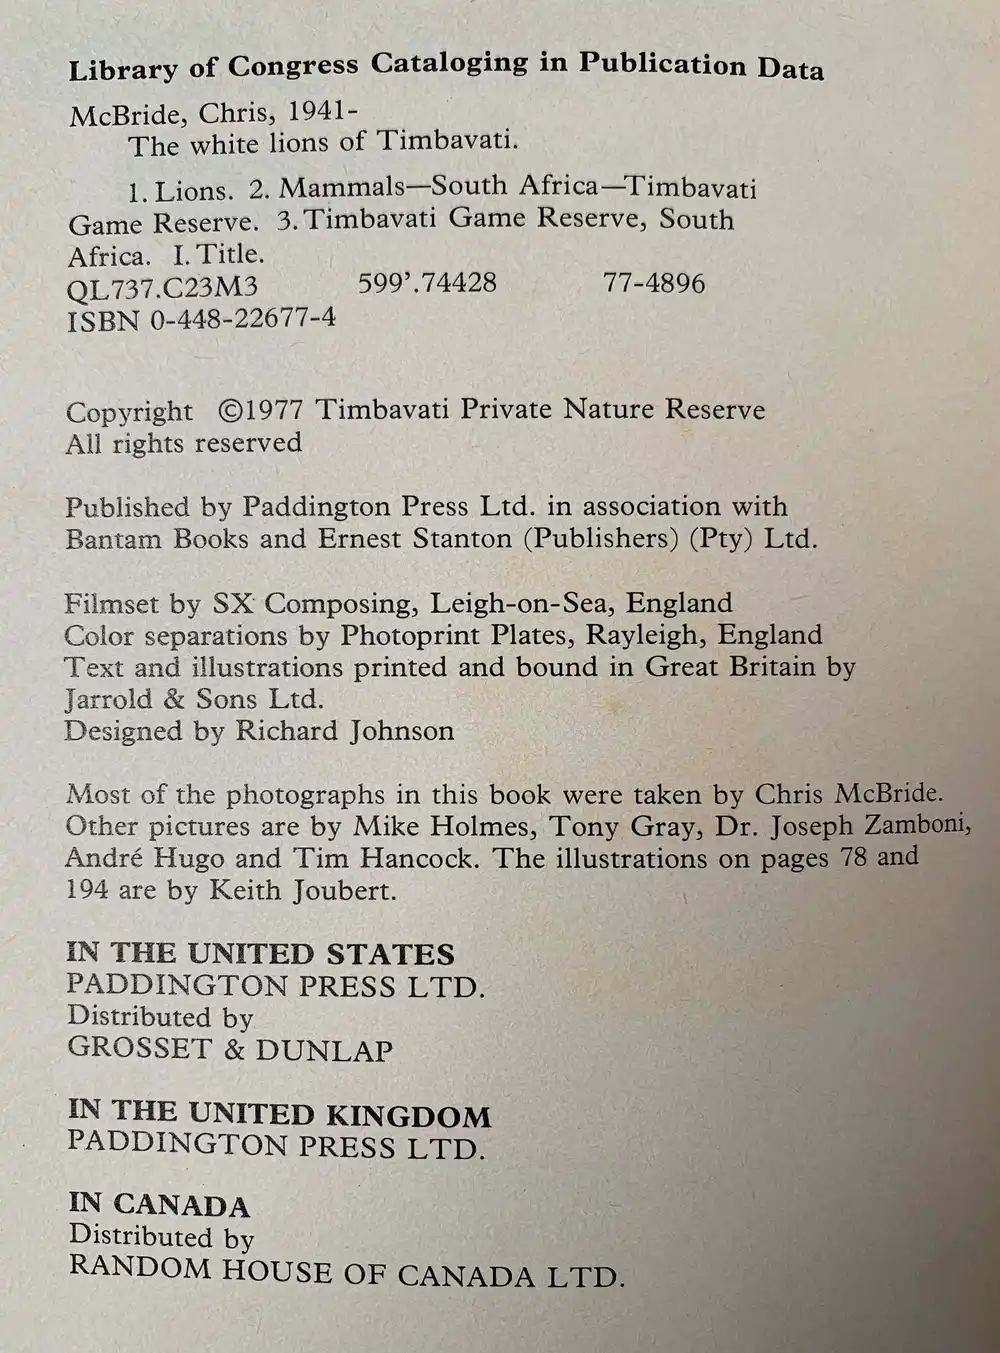 Library of Congress Cataloging in Publication Data
McBride, Chris, 1941-
The white lions of Timbavati.
1. Lions. 2. Mammals—South Africa—Timbavati
Game Reserve. 3. Timbavati Game Reserve, South
Africa. I. Title.
QL737.C23M3 599'.74428 77-4896
ISBN 0-448-22677-4
Copyright ©1977 Timbavati Private Nature Reserve
All rights reserved
Published by Paddington Press Ltd. in association with
Bantam Books and Ernest Stanton (Publishers) (Pty) Ltd.
Filmset by SX Composing, Leigh-on-Sea, England
Color separations by Photoprint Plates, Rayleigh, England
Text and illustrations printed and bound in Great Britain by
Jarrold & Sons Ltd.
Designed by Richard Johnson
Most of the photographs in this book were taken by Chris McBride.
Other pictures are by Mike Holmes, Tony Gray, Dr. Joseph Zamboni,
André Hugo and Tim Hancock. The illustrations on pages 78 and
194 are by Keith Joubert.
IN THE UNITED STATES
PADDINGTON PRESS LTD.
Distributed by
GROSSET & DUNLAP
IN THE UNITED KINGDOM
PADDINGTON PRESS LTD.
IN CANADA
Distributed by
RANDOM HOUSE OF CANADA LTD.